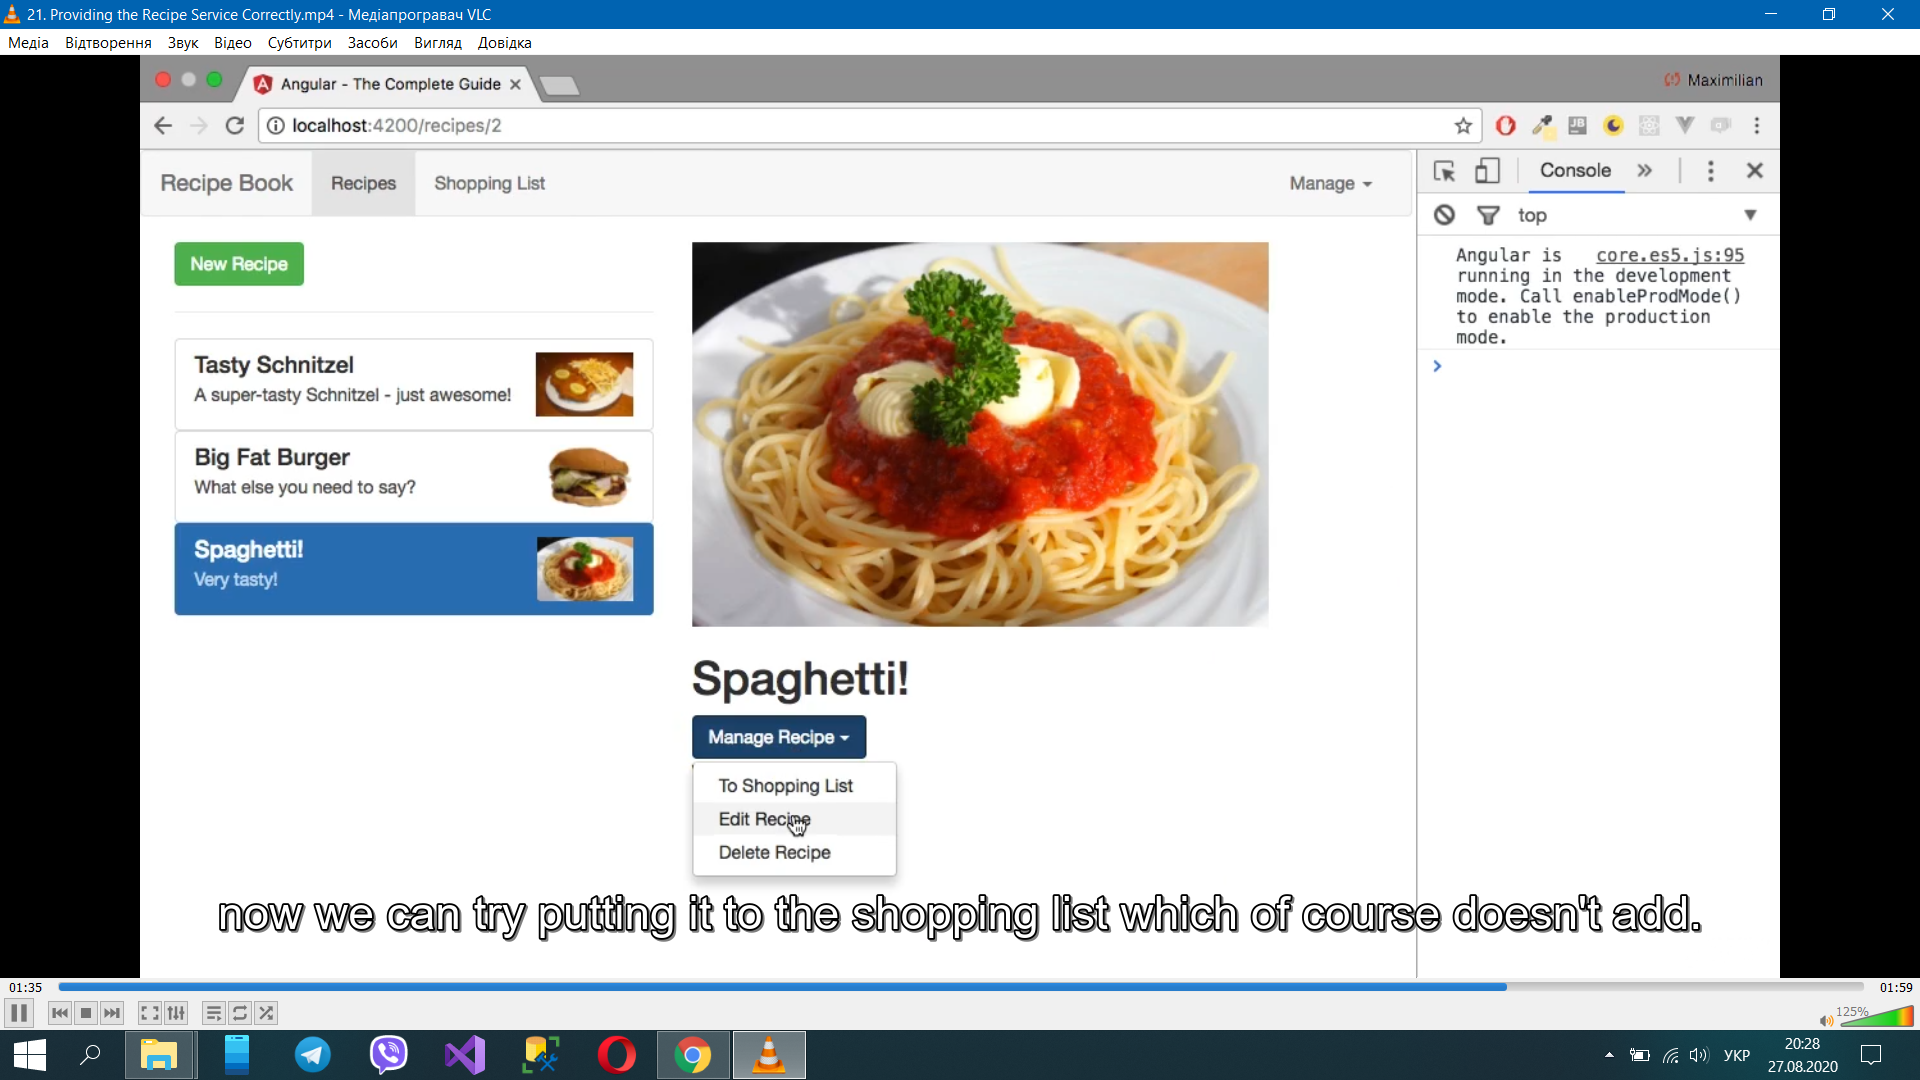 21. Providing the Recipe Service Correctly.mp4 - Медіапрогравач VLC
Медіа Відтворення Звук Відео Субтитри Засоби Вигляд Довідка
Angular - The Complete Guide
Maximilian
localhost:4200/recipes/2
JB
Recipe Book Recipes Shopping List Manage
Console
top
New Recipe
Angular is core.es5.js:95
running in the development
mode. Call enableProdMode()
to enable the production
mode.
Tasty Schnitzel
A super-tasty Schnitzel - just awesome!
Big Fat Burger
What else you need to say?
Spaghetti!
Very tasty!
Spaghetti!
Manage Recipe
To Shopping List
Edit Recipe
Delete Recipe
now we can try putting it to the shopping list which of course doesn't add.
01:35 01:59
125%
УКР
20:28
27.08.2020